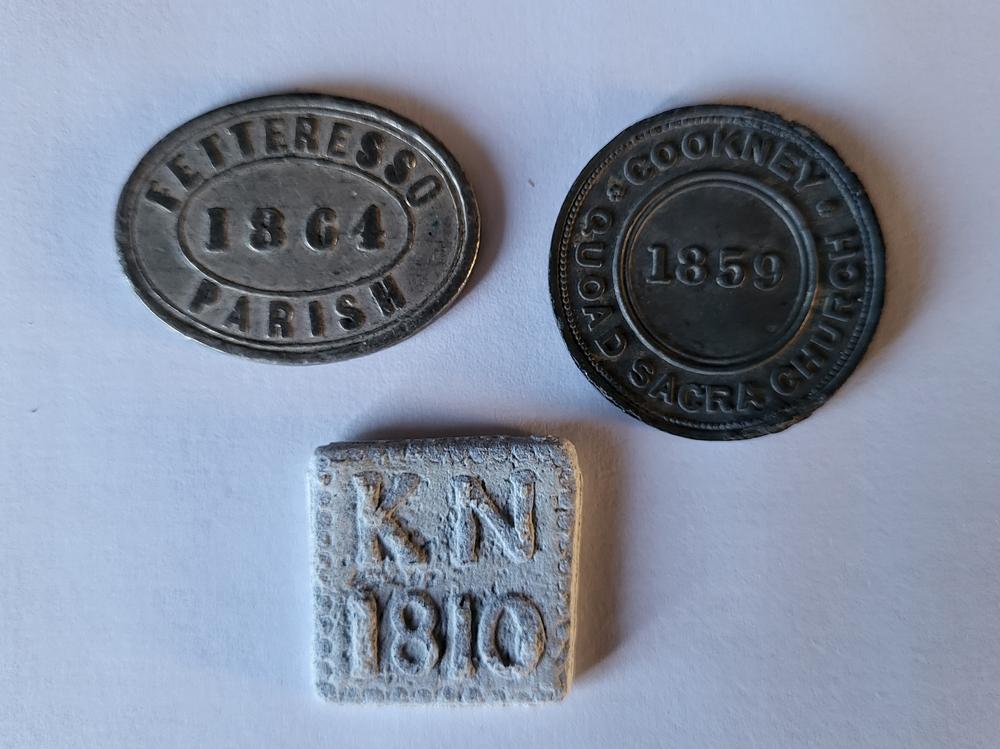 FETTERESSO
1864
PARISH
COOKNEY
QUOAD SACRA CHURCH
1859
KN
1810